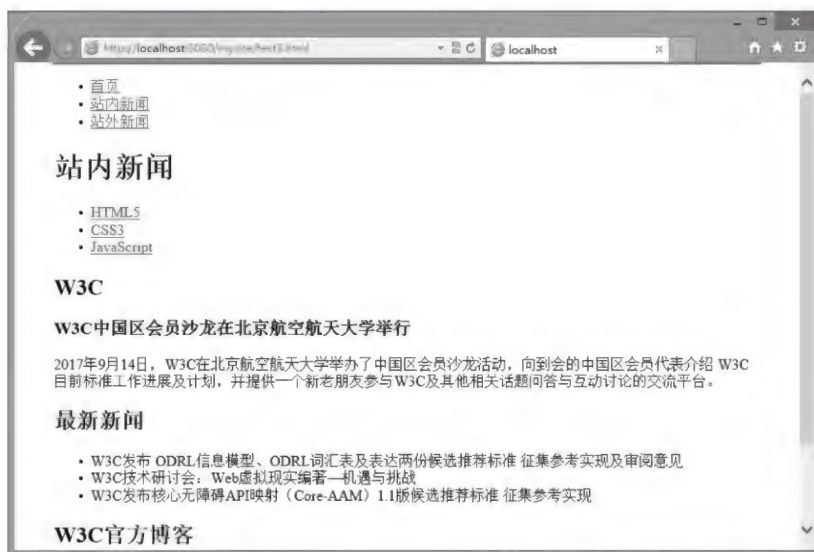 localhost
首页
站内新闻
站外新闻
站内新闻
HTML5
CSS3
JavaScript
W3C
W3C中国区会员沙龙在北京航空航天大学举行
2017年9月14日，W3C在北京航空航天大学举办了中国区会员沙龙活动，向到会的中国区会员代表介绍 W3C
目前标准工作进展及计划，并提供一个新老朋友参与W3C及其他相关话题问答与互动讨论的交流平台。
最新新闻
W3C发布 ODRL信息模型、ODRL词汇表及表达两份候选推荐标准 征集参考实现及审阅意见
W3C技术研讨会：Web虚拟现实编著—机遇与挑战
W3C发布核心无障碍API映射（Core-AAM）1.1版候选推荐标准 征集参考实现
W3C官方博客